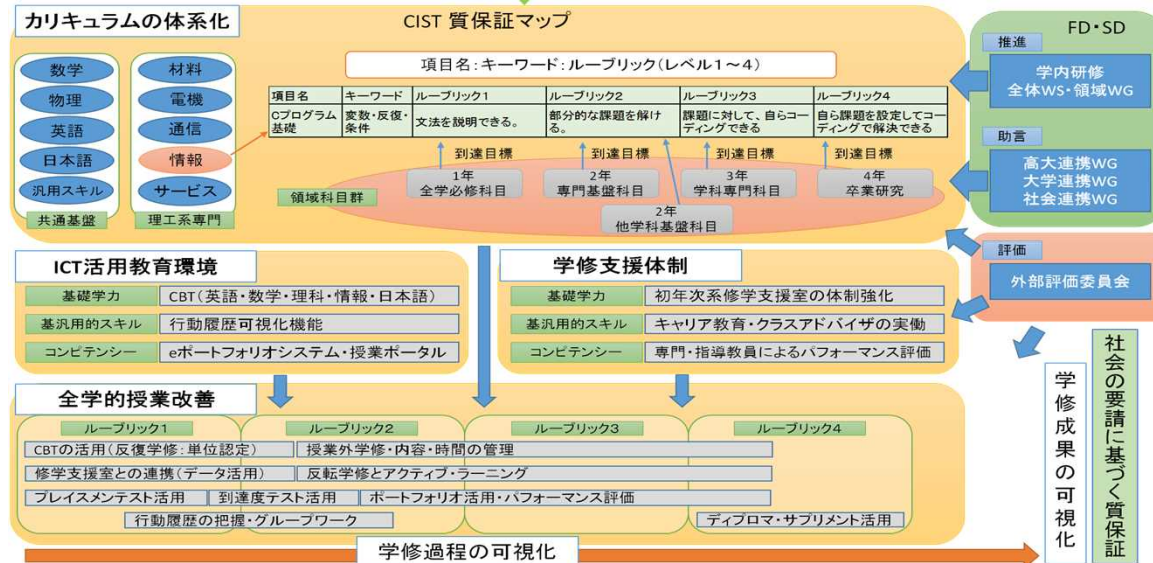 カリキュラムの体系化
CIST 質保証マップ
数学
物理
英語
日本語
汎用スキル
共通基盤
材料
電機
通信
情報
サービス
理工系専門
項目名:キーワード:ルーブリック(レベル1～4)
項目名 キーワード ルーブリック1 ルーブリック2 ルーブリック3 ルーブリック4
Cプログラム基礎
変数・反復・条件
文法を説明できる。
部分的な課題を解ける。
課題に対して、自らコーディングできる
自ら課題を設定してコーディングで解決できる
到達目標 到達目標 到達目標 到達目標
領域科目群
1年
全学必修科目
2年
専門基盤科目
3年
学科専門科目
4年
卒業研究
2年
他学科基盤科目
FD・SD
推進
学内研修
全体WS・領域WG
助言
高大連携WG
大学連携WG
社会連携WG
評価
外部評価委員会
ICT活用教育環境
基礎学力 CBT(英語・数学・理科・情報・日本語)
基汎用的スキル 行動履歴可視化機能
コンピテンシー eポートフォリオシステム・授業ポータル
学修支援体制
基礎学力 初年次系修学支援室の体制強化
基汎用的スキル キャリア教育・クラスアドバイザの実働
コンピテンシー 専門・指導教員によるパフォーマンス評価
全学的授業改善
ルーブリック1 ルーブリック2 ルーブリック3 ルーブリック4
CBTの活用(反復学修:単位認定) 授業外学修・内容・時間の管理
修学支援室との連携(データ活用) 反転学修とアクティブ・ラーニング
プレイスメンテスト活用 到達度テスト活用 ポートフォリオ活用・パフォーマンス評価
行動履歴の把握・グループワーク ディプロマ・サプリメント活用
学修過程の可視化
学修成果の可視化
社会の要請に基づく質保証